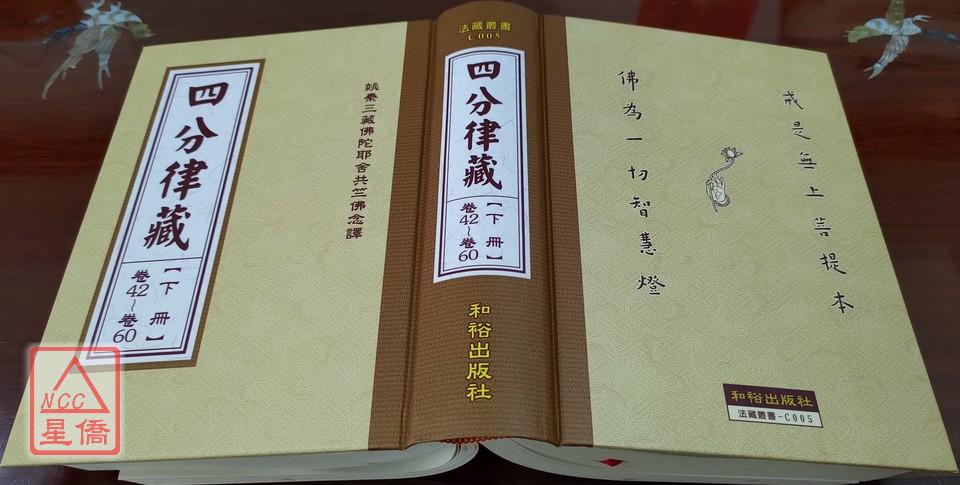 四分律藏
【下冊】
卷42~卷60
姚秦三藏佛陀耶舍共竺佛念譯
法藏叢書
C005
四分律藏
【下冊】
卷42~卷60
和裕出版社
戒是無上菩提本
佛為一切智慧燈
和裕出版社
法藏叢書-C005
NCC
星僑